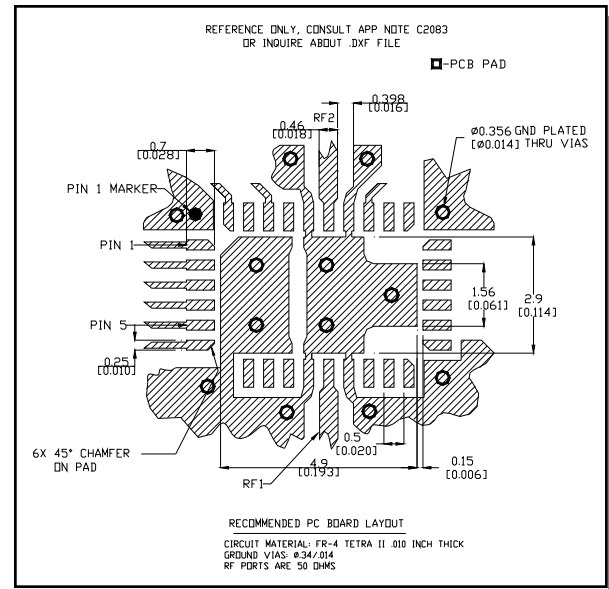 REFERENCE ONLY, CONSULT APP NOTE C2083
OR INQUIRE ABOUT .DXF FILE
-PCB PAD
0.398
[0.016]
RF2
0.46
[0.018]
0.7
[0.028]
Ø0.356 GND PLATED
[Ø0.014] THRU VIAS
PIN 1 MARKER
PIN 1
1.56
[0.061]
2.9
[0.114]
PIN 5
0.25
[0.010]
6X 45° CHAMFER
ON PAD
0.5
[0.020]
4.9
[0.193]
0.15
[0.006]
RF1
RECOMMENDED PC BOARD LAYOUT
CIRCUIT MATERIAL: FR-4 TETRA II .010 INCH THICK
GROUND VIAS: Ø.34/.014
RF PORTS ARE 50 OHMS